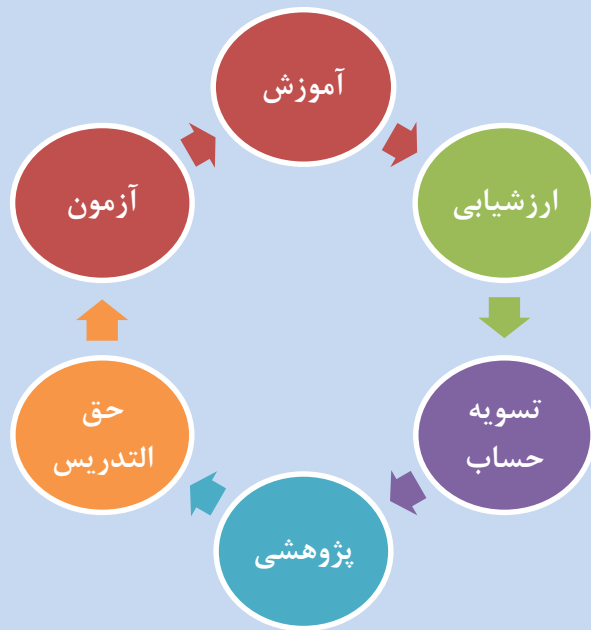 آموزش
ارزشیابی
تسویه
حساب
پژوهشی
حق
التدریس
آزمون